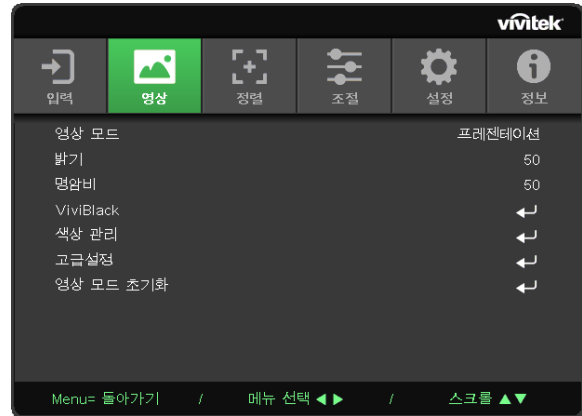 vivitek
입력 영상 정렬 조절 설정 정보
영상 모드 프레젠테이션
밝기 50
명암비 50
ViviBlack
색상 관리
고급설정
영상 모드 초기화
Menu= 돌아가기 / 메뉴 선택 ◀ ▶ / 스크롤 ▲▼